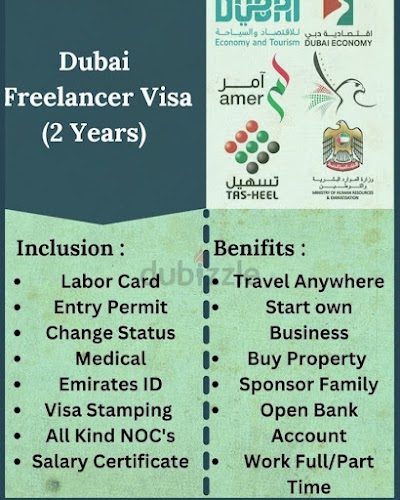 Dubai
Freelancer Visa
(2 Years)
DUBAI
للاقتصاد والسياحة
Economy and Tourism
اقتصادية دبي
DUBAI ECONOMY
آمر
amer
تسهيل
TAS-HEEL
وزارة الموارد البشرية
والتوطين
MINISTRY OF HUMAN RESOURCES
& EMIRATISATION
Inclusion :
• Labor Card
• Entry Permit
• Change Status
• Medical
• Emirates ID
• Visa Stamping
• All Kind NOC's
• Salary Certificate
dubizzle
Benifits :
• Travel Anywhere
• Start own
Business
• Buy Property
• Sponsor Family
• Open Bank
Account
• Work Full/Part
Time